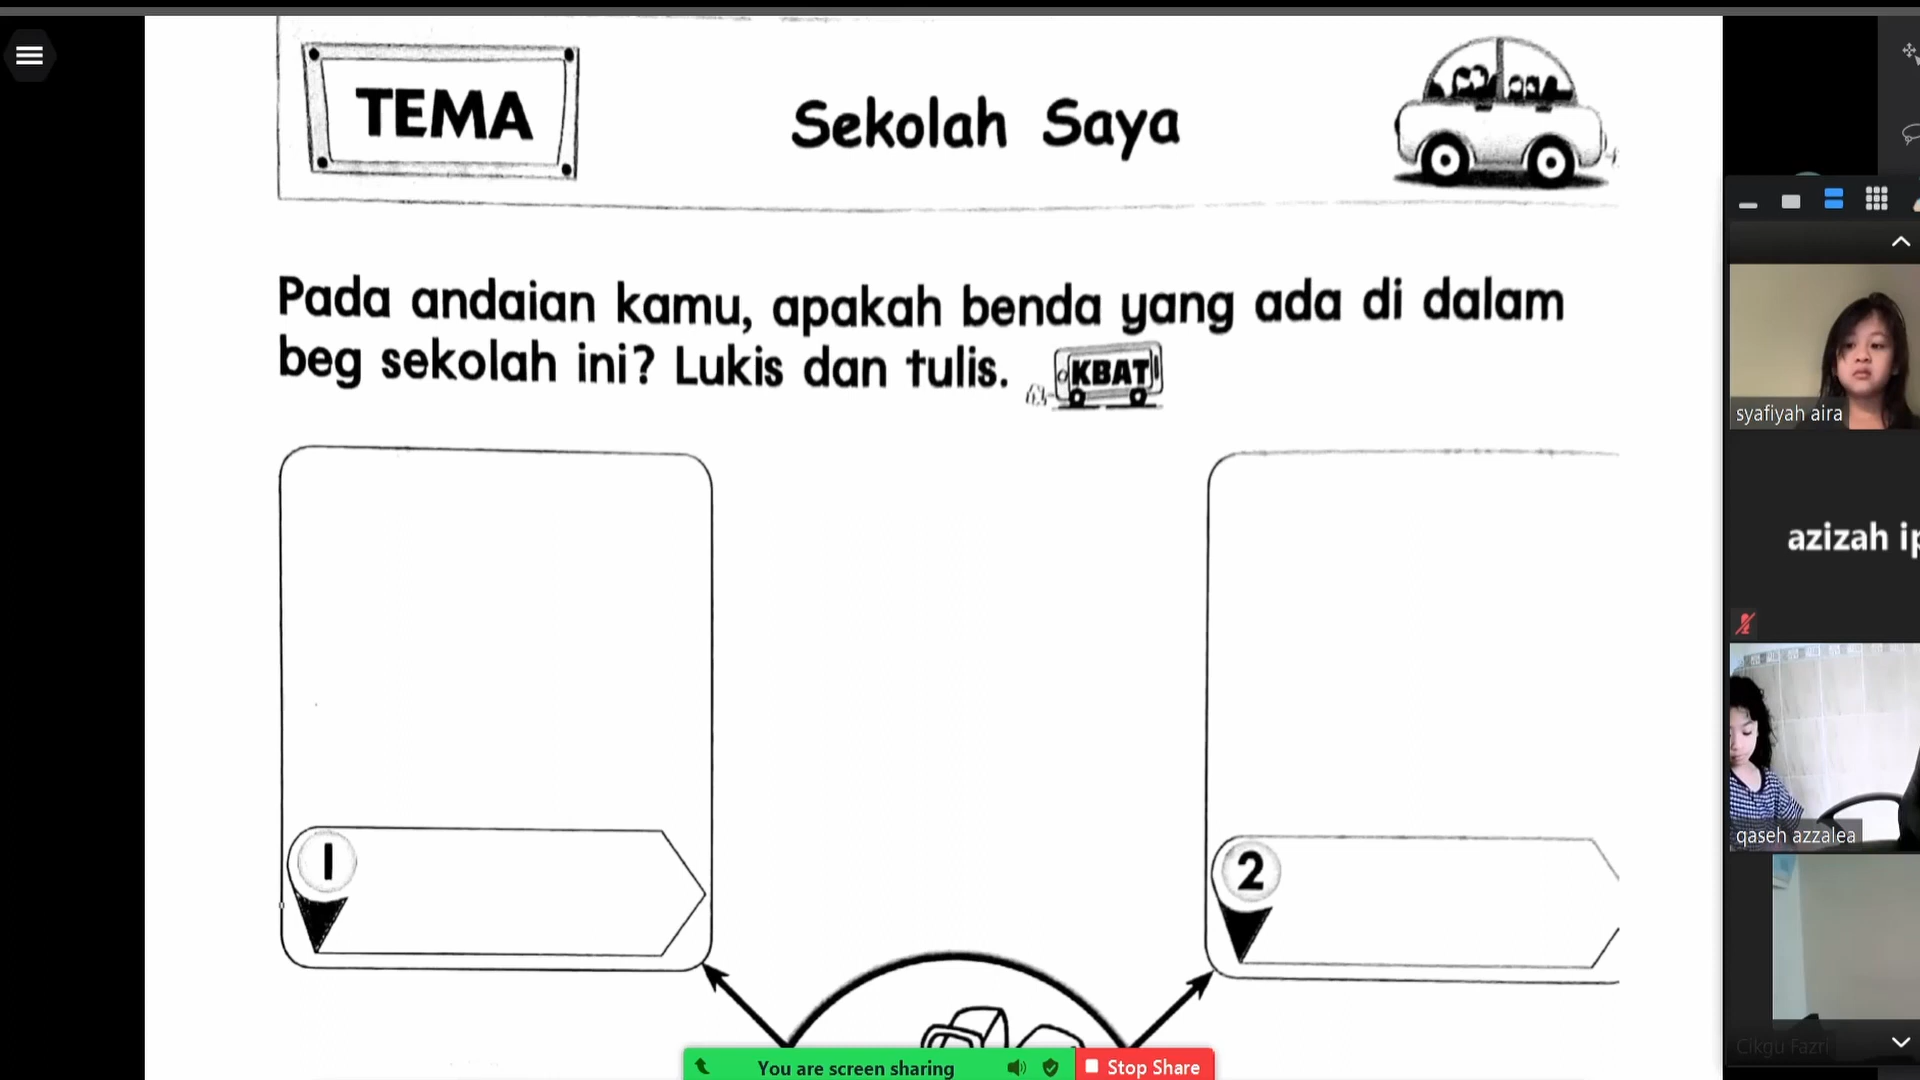 TEMA
Sekolah Saya
Pada andaian kamu, apakah benda yang ada di dalam
beg sekolah ini? Lukis dan tulis.
KBAT
1
2
syafiyah aira
azizah ip
qaseh azzalea
Cikgu Fazri
You are screen sharing
Stop Share